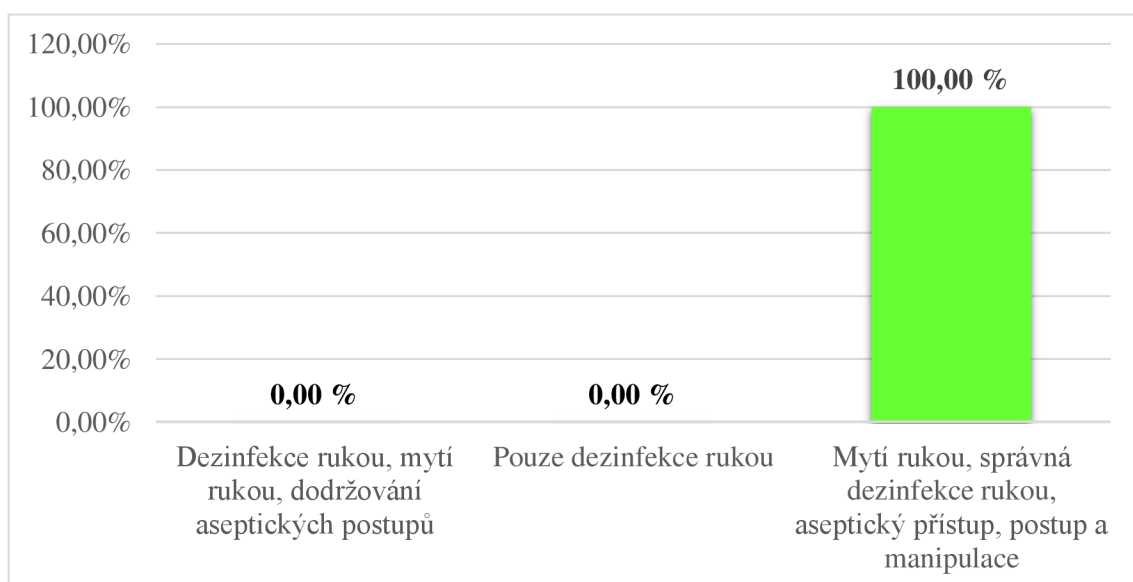 120,00%
100,00%
80,00%
60,00%
40,00%
20,00%
0,00%
0,00 %
0,00 %
100,00 %
Dezinfekce rukou, mytí
rukou, dodržování
aseptických postupů
Pouze dezinfekce rukou
Mytí rukou, správná
dezinfekce rukou,
aseptický přístup, postup a
manipulace